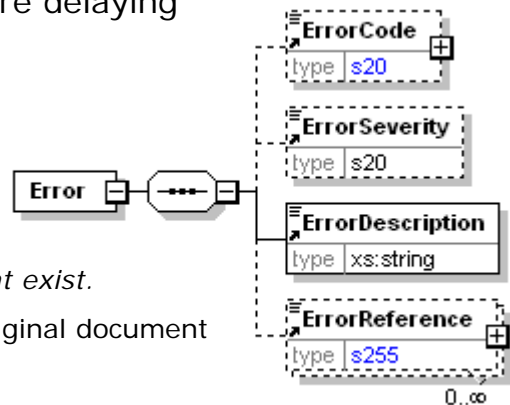 re delaying
ErrorCode
type s20
ErrorSeverity
type s20
Error
ErrorDescription
type xs:string
t exist.
ginal document
ErrorReference
type s255
0..∞